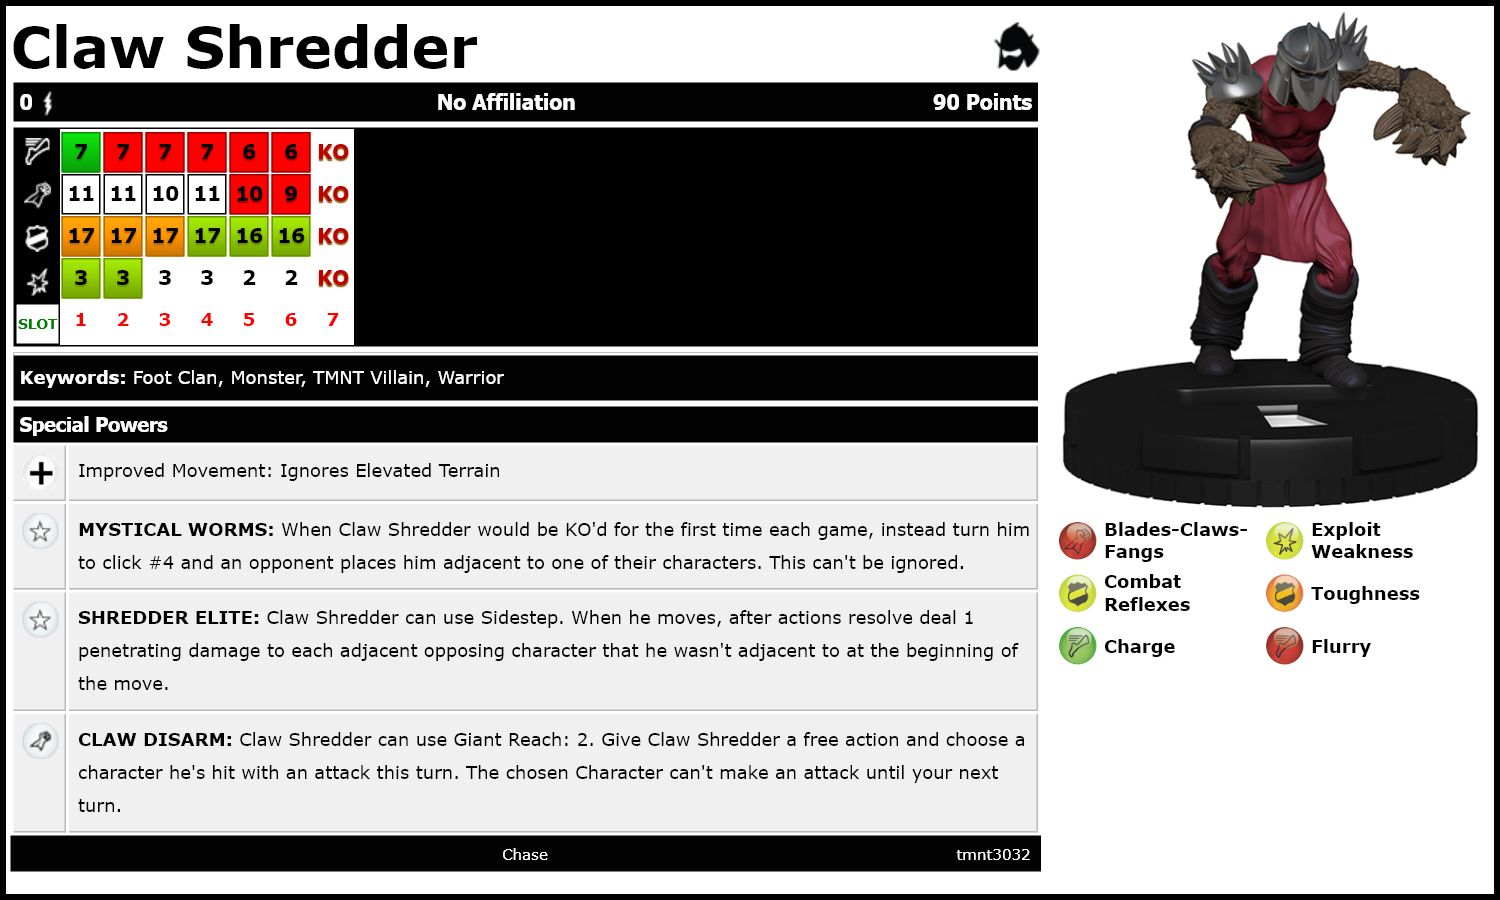 Claw Shredder
0 No Affiliation 90 Points
7 7 7 7 6 6 KO
11 11 10 11 10 9 KO
17 17 17 17 16 16 KO
3 3 3 3 2 2 KO
SLOT 1 2 3 4 5 6 7
Keywords: Foot Clan, Monster, TMNT Villain, Warrior
Special Powers
Improved Movement: Ignores Elevated Terrain
MYSTICAL WORMS: When Claw Shredder would be KO'd for the first time each game, instead turn him
to click #4 and an opponent places him adjacent to one of their characters. This can't be ignored.
SHREDDER ELITE: Claw Shredder can use Sidestep. When he moves, after actions resolve deal 1
penetrating damage to each adjacent opposing character that he wasn't adjacent to at the beginning of
the move.
CLAW DISARM: Claw Shredder can use Giant Reach: 2. Give Claw Shredder a free action and choose a
character he's hit with an attack this turn. The chosen Character can't make an attack until your next
turn.
Chase tmnt3032
Blades-Claws-
Fangs
Exploit
Weakness
Combat
Reflexes
Toughness
Charge
Flurry